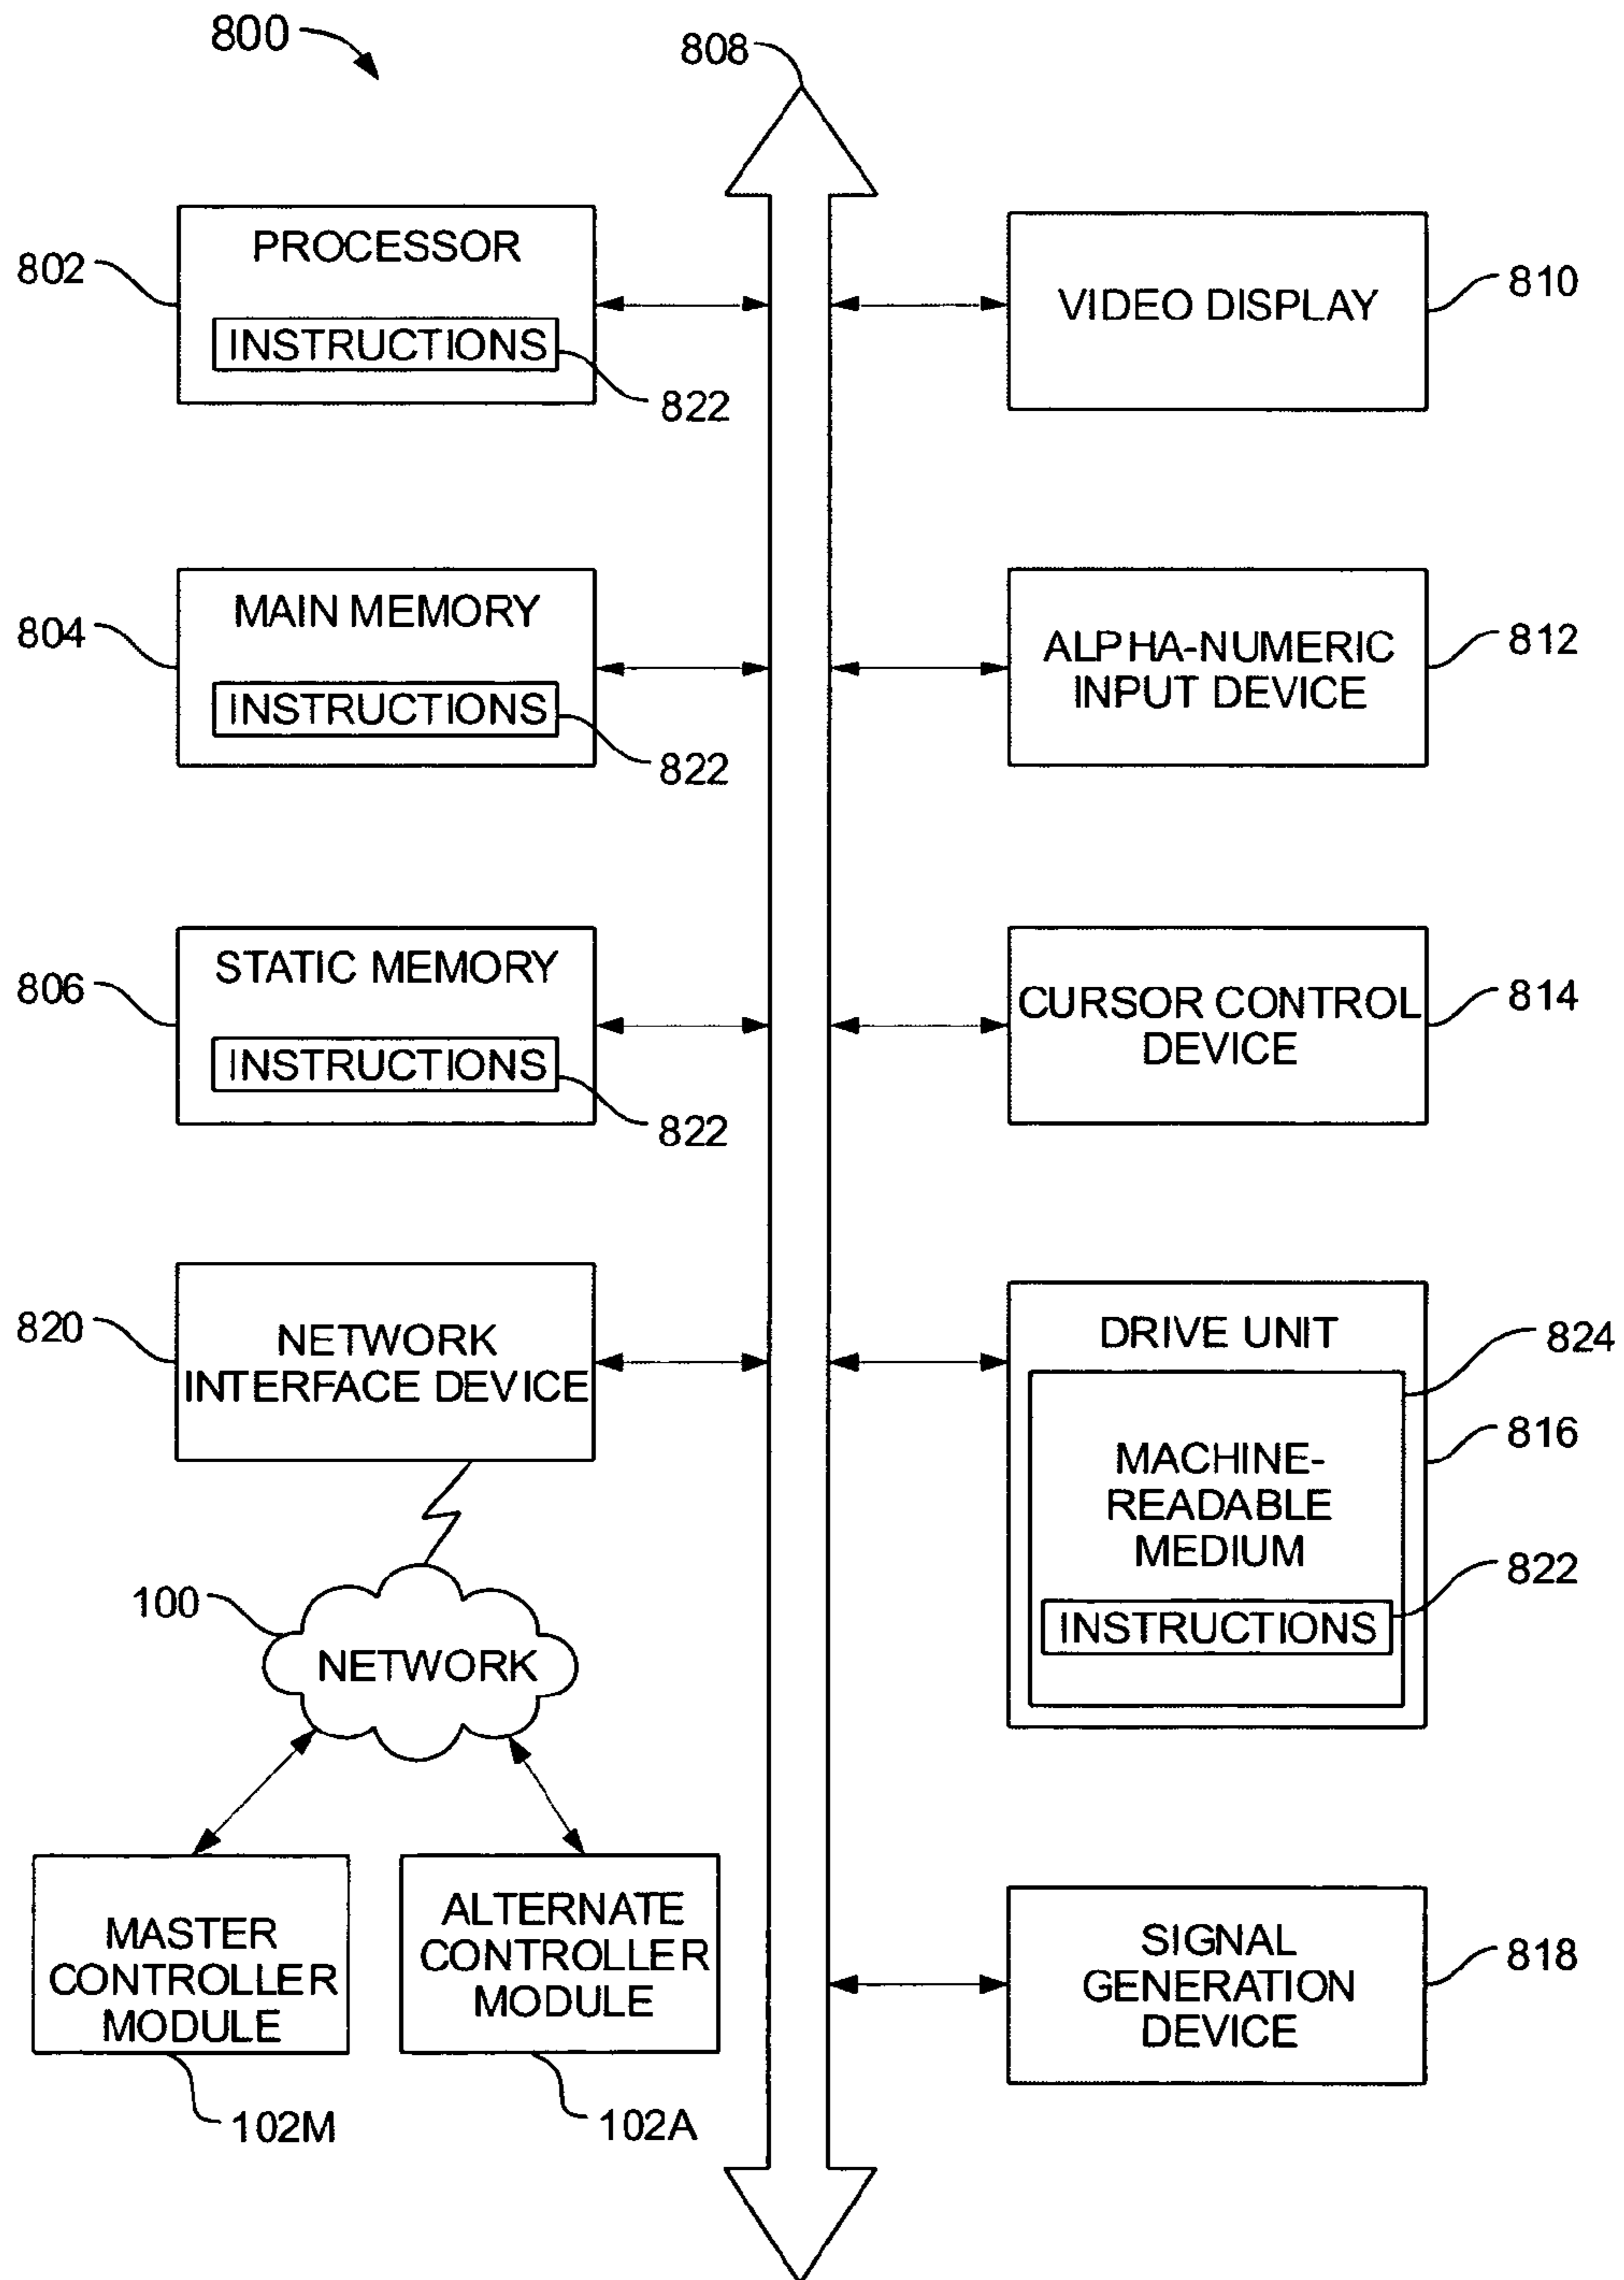 800
808
PROCESSOR
INSTRUCTIONS
802
822
VIDEO DISPLAY
810
MAIN MEMORY
INSTRUCTIONS
804
822
ALPHA-NUMERIC
INPUT DEVICE
812
STATIC MEMORY
INSTRUCTIONS
806
822
CURSOR CONTROL
DEVICE
814
820
NETWORK
INTERFACE DEVICE
DRIVE UNIT
824
MACHINE-
READABLE
MEDIUM
816
INSTRUCTIONS
822
100
NETWORK
MASTER
CONTROLLER
MODULE
102M
ALTERNATE
CONTROLLER
MODULE
102A
SIGNAL
GENERATION
DEVICE
818